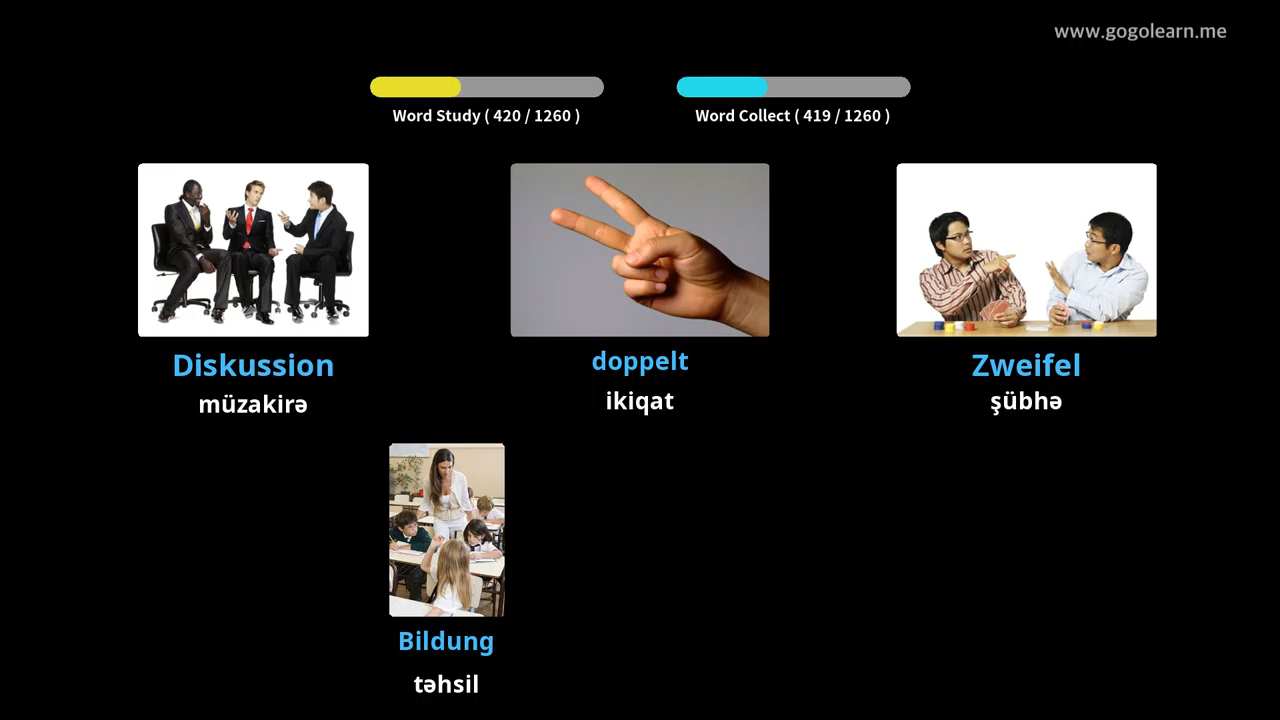 www.gogolearn.me
Word Study ( 420 / 1260 )
Word Collect ( 419 / 1260 )
Diskussion
müzakirə
doppelt
ikiqat
Zweifel
şübhə
Bildung
təhsil